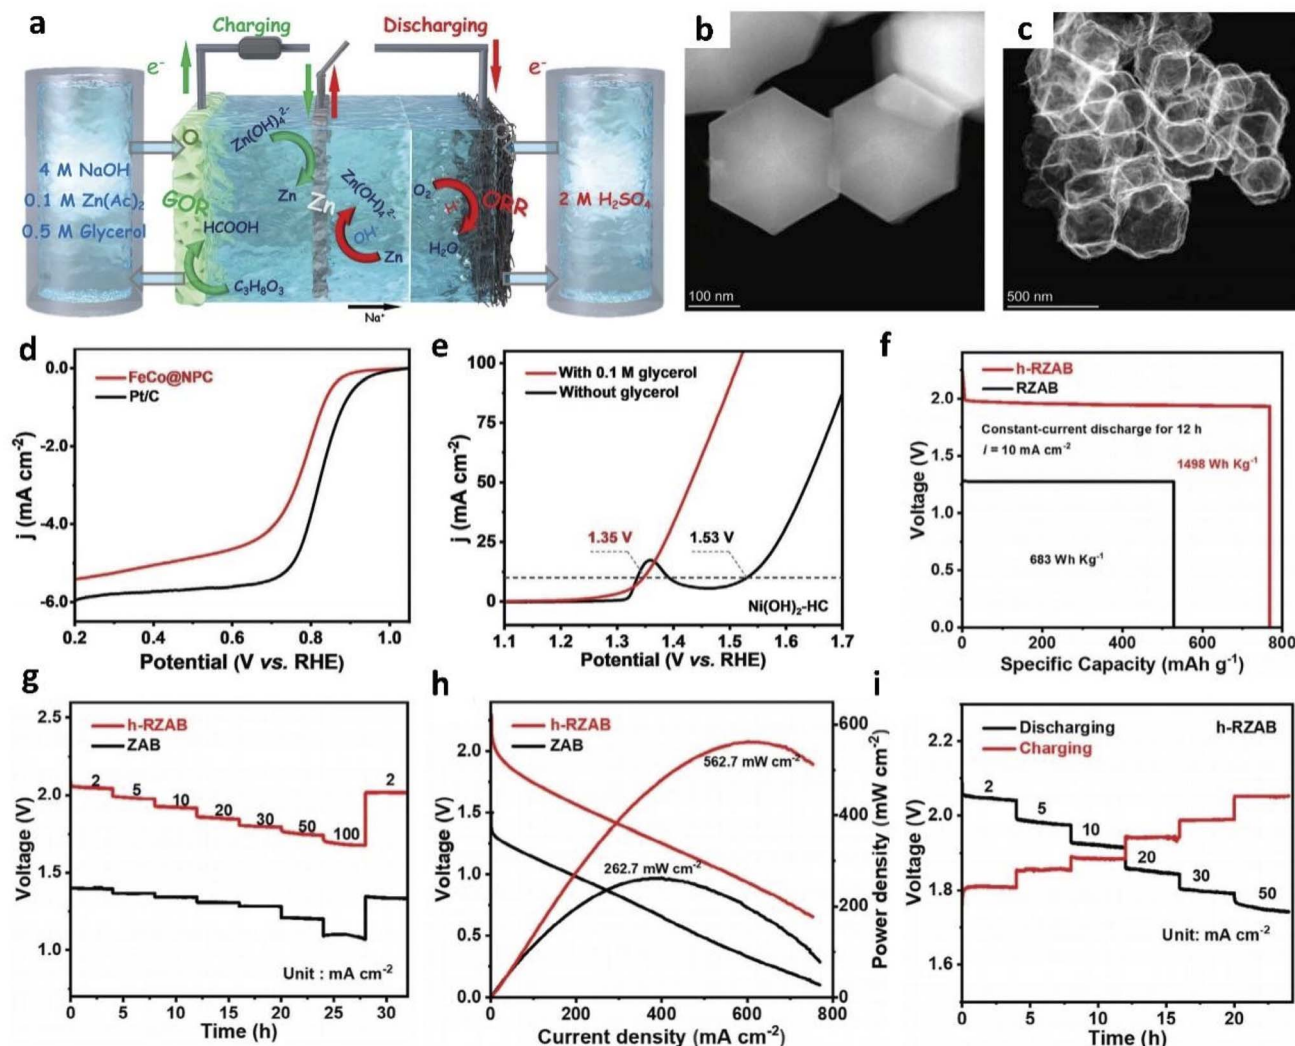 a
Charging
Discharging
e⁻
e⁻
4 M NaOH
0.1 M Zn(Ac)₂
0.5 M Glycerol
GOR
HCOOH
C₃H₈O₃
Zn(OH)₄²⁻
Zn
Zn
Zn(OH)₄²⁻
OH⁻
Zn
O₂
H⁺
H₂O
ORR
2 M H₂SO₄
Na⁺
b
100 nm
c
500 nm
d
0.0
-2.0
-4.0
-6.0
FeCo@NPC
Pt/C
j (mA cm⁻²)
0.2
0.4
0.6
0.8
1.0
Potential (V vs. RHE)
e
100
75
50
25
0
With 0.1 M glycerol
Without glycerol
1.35 V
1.53 V
Ni(OH)₂-HC
j (mA cm⁻²)
1.1
1.2
1.3
1.4
1.5
1.6
1.7
Potential (V vs. RHE)
f
2.0
1.5
1.0
0.5
0.0
h-RZAB
RZAB
Constant-current discharge for 12 h
I = 10 mA cm⁻²
1498 Wh Kg⁻¹
683 Wh Kg⁻¹
Voltage (V)
0
200
400
600
800
Specific Capacity (mAh g⁻¹)
g
2.5
2.0
1.5
1.0
h-RZAB
ZAB
2
5
10
20
30
50
100
2
Unit : mA cm⁻²
Voltage (V)
0
5
10
15
20
25
30
Time (h)
h
2.0
1.5
1.0
0.5
0.0
h-RZAB
ZAB
562.7 mW cm⁻²
262.7 mW cm⁻²
Voltage (V)
600
400
200
0
Power density (mW cm⁻²)
0
200
400
600
800
Current density (mA cm⁻²)
i
2.2
2.0
1.8
1.6
Discharging
Charging
h-RZAB
2
5
10
20
30
50
Unit: mA cm⁻²
Voltage (V)
0
5
10
15
20
Time (h)